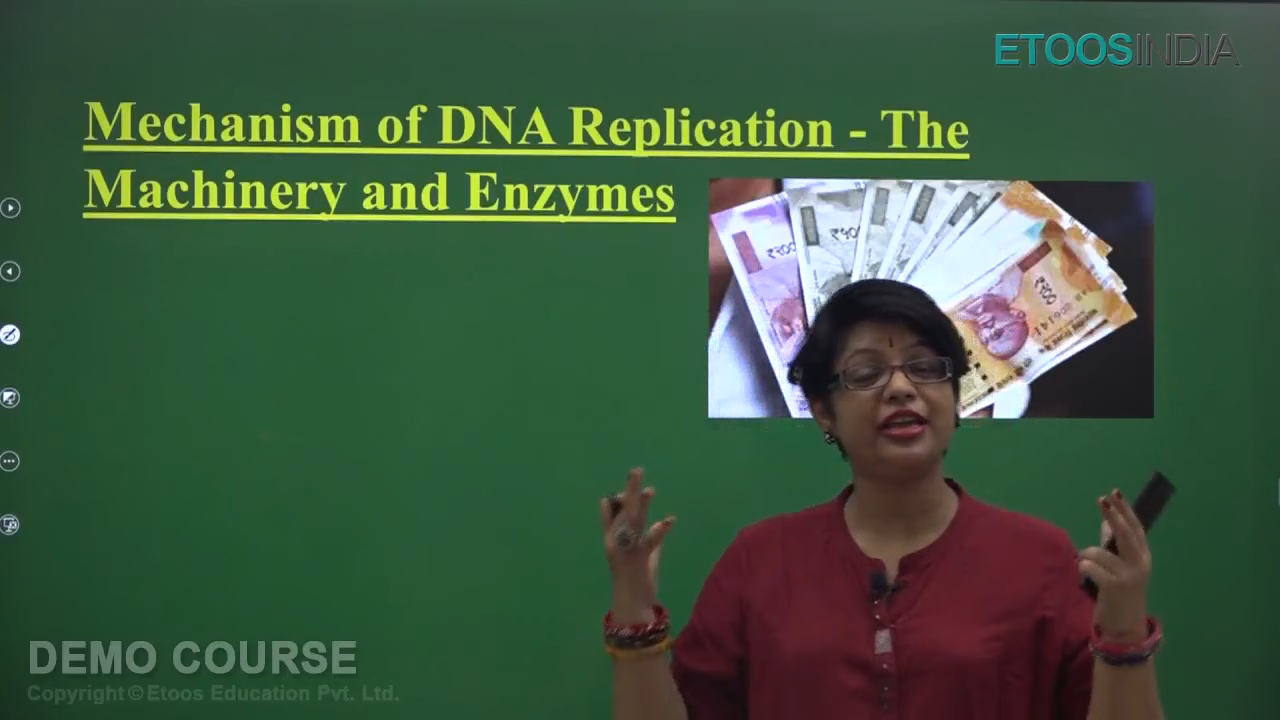 ETOOSINDIA
Mechanism of DNA Replication - The
Machinery and Enzymes
DEMO COURSE
Copyright © Etoos Education Pvt. Ltd.